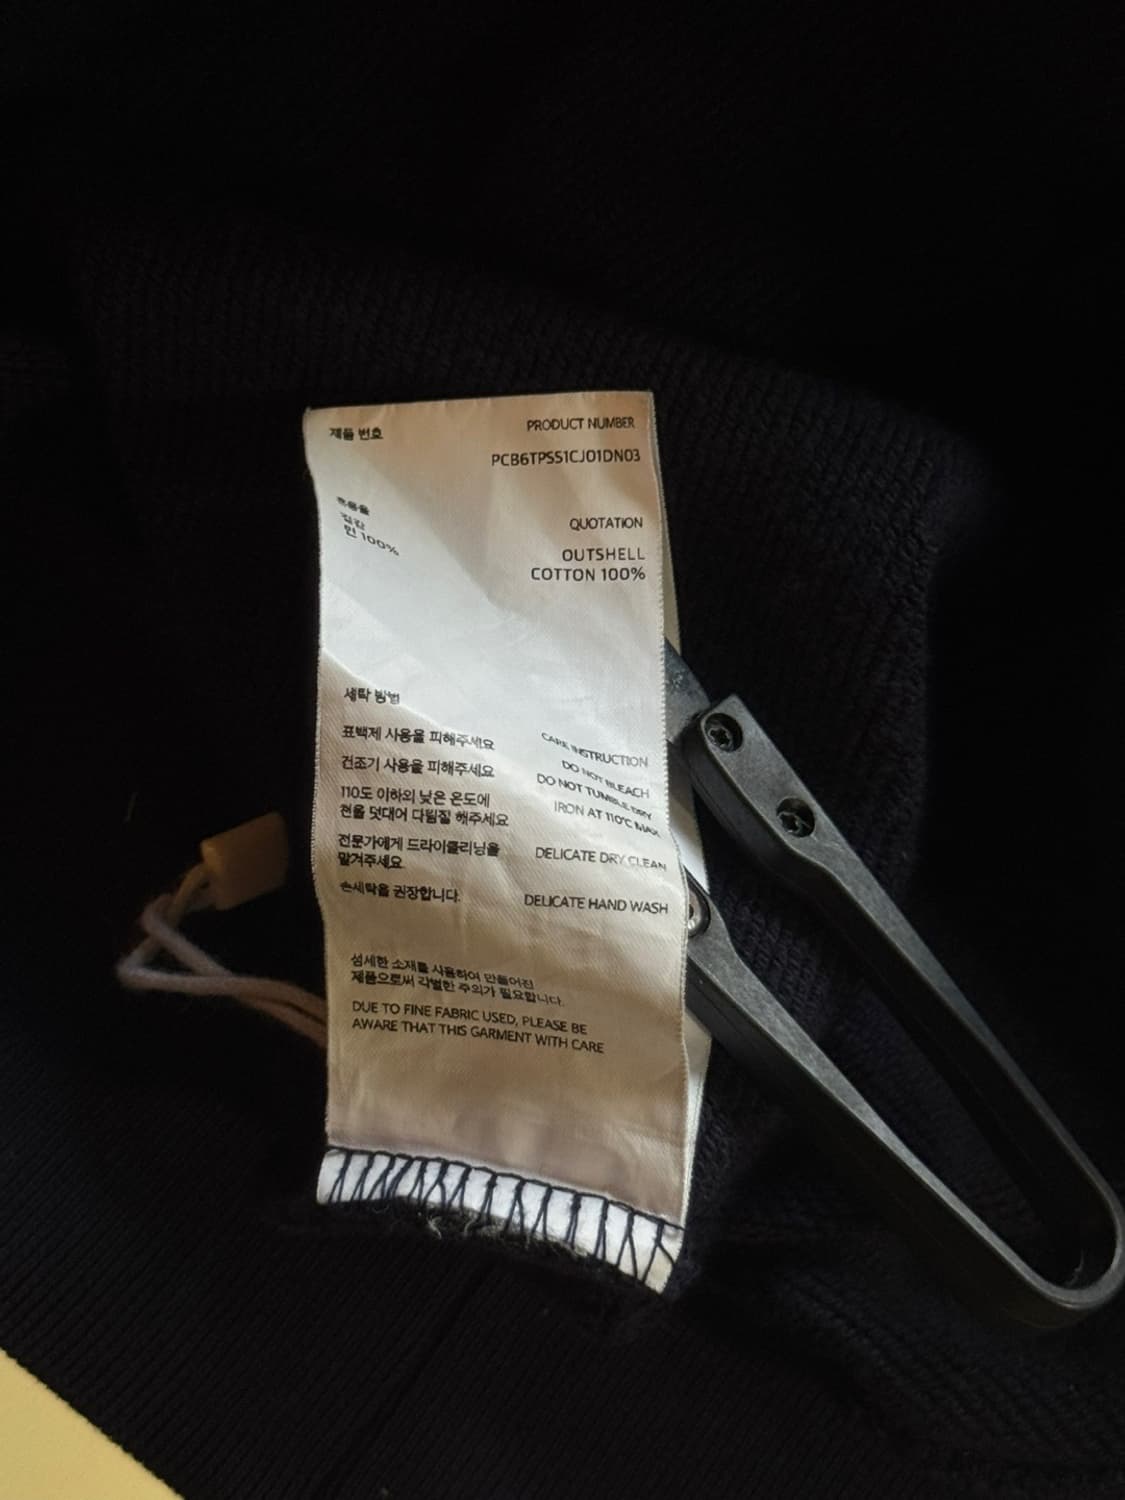 제품 번호
PRODUCT NUMBER
PCB6TPS51CJ01DN03
혼용율
겉감
면 100%
QUOTATION
OUTSHELL
COTTON 100%
세탁 방법
표백제 사용을 피해주세요
건조기 사용을 피해주세요
110도 이하의 낮은 온도에
천을 덧대어 다림질 해주세요
전문가에게 드라이클리닝을
맡겨주세요
손세탁을 권장합니다.
CARE INSTRUCTION
DO NOT BLEACH
DO NOT TUMBLE DRY
IRON AT 110°C MAX
DELICATE DRY CLEAN
DELICATE HAND WASH
섬세한 소재를 사용하여 만들어진
제품으로써 각별한 주의가 필요합니다.
DUE TO FINE FABRIC USED, PLEASE BE
AWARE THAT THIS GARMENT WITH CARE